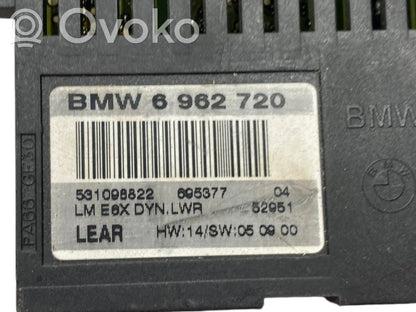 Ovoko
BMW 6 962 720
531098822 695377 04
LM E6X DYN.LWR 52951
LEAR HW:14/SW:05 09 00
BMW